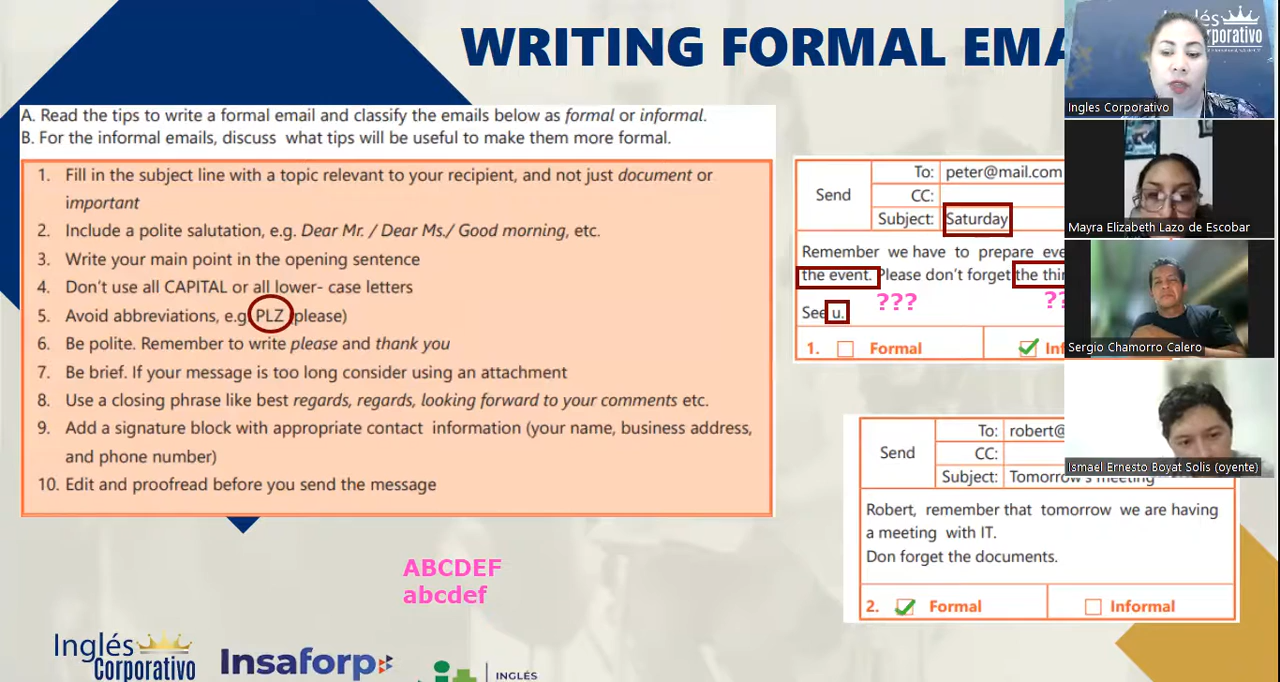 WRITING FORMAL EMA
A. Read the tips to write a formal email and classify the emails below as formal or informal.
B. For the informal emails, discuss what tips will be useful to make them more formal.
1. Fill in the subject line with a topic relevant to your recipient, and not just document or
important
2. Include a polite salutation, e.g. Dear Mr. / Dear Ms./ Good morning, etc.
3. Write your main point in the opening sentence
4. Don't use all CAPITAL or all lower- case letters
5. Avoid abbreviations, e.g PLZ (please)
6. Be polite. Remember to write please and thank you
7. Be brief. If your message is too long consider using an attachment
8. Use a closing phrase like best regards, regards, looking forward to your comments etc.
9. Add a signature block with appropriate contact information (your name, business address,
and phone number)
10. Edit and proofread before you send the message
ABCDEF
abcdef
Send
To: peter@mail.com
CC:
Subject: Saturday
Remember we have to prepare eve
the event. Please don't forget the thin
??? ??
See u.
1. Formal Inf
Send
To: robert@
CC:
Subject: Tomorrow's meeting
Robert, remember that tomorrow we are having
a meeting with IT.
Don forget the documents.
2. Formal Informal
Inglés
Corporativo
Insaforp
INGLÉS
Inglés
Corporativo
Ingles Corporativo
Mayra Elizabeth Lazo de Escobar
Sergio Chamorro Calero
Ismael Ernesto Boyat Solis (oyente)